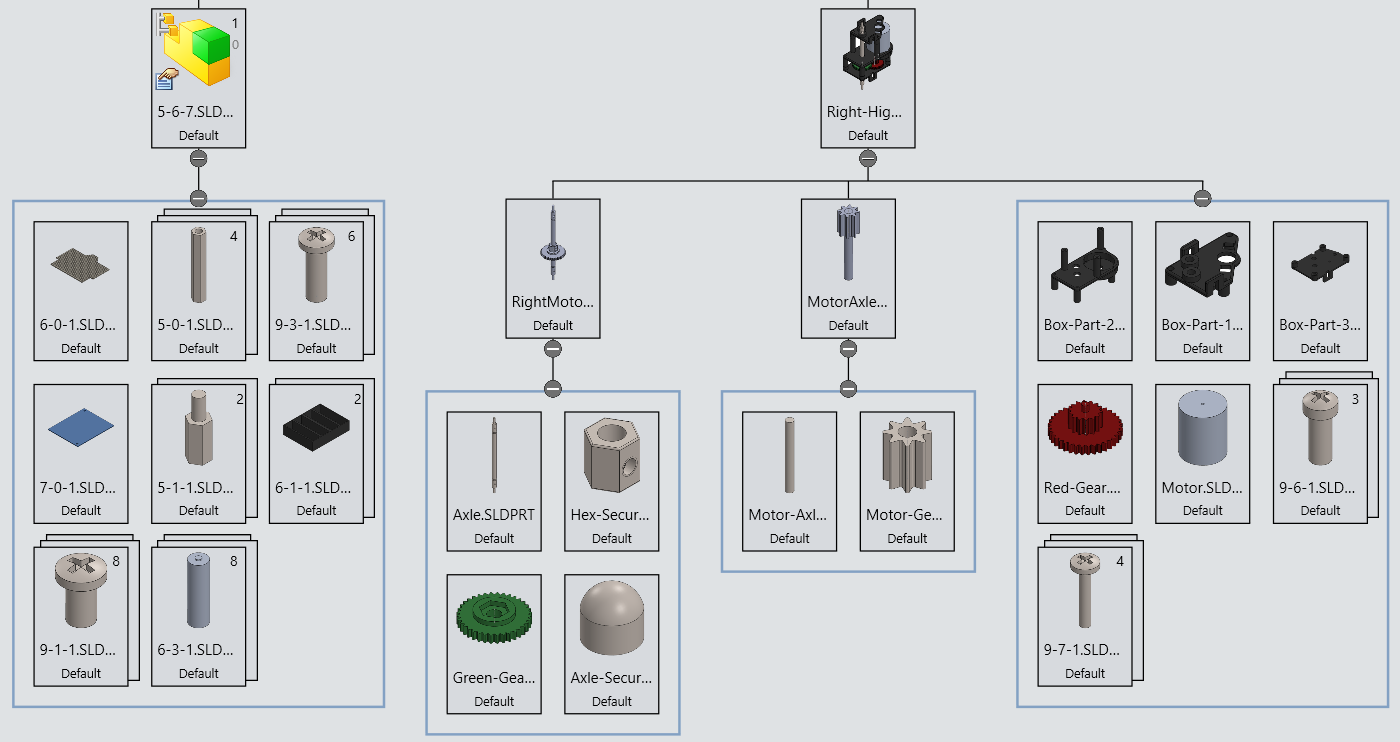 1
0
5-6-7.SLD...
Default
Right-Hig...
Default
6-0-1.SLD...
Default
4
5-0-1.SLD...
Default
6
9-3-1.SLD...
Default
7-0-1.SLD...
Default
2
5-1-1.SLD...
Default
2
6-1-1.SLD...
Default
8
9-1-1.SLD...
Default
8
6-3-1.SLD...
Default
RightMoto...
Default
Axle.SLDPRT
Default
Hex-Secur...
Default
Green-Gea...
Default
Axle-Secur...
Default
MotorAxle...
Default
Motor-Axl...
Default
Motor-Ge...
Default
Box-Part-2...
Default
Box-Part-1...
Default
Box-Part-3...
Default
Red-Gear....
Default
Motor.SLD...
Default
3
9-6-1.SLD...
Default
4
9-7-1.SLD...
Default